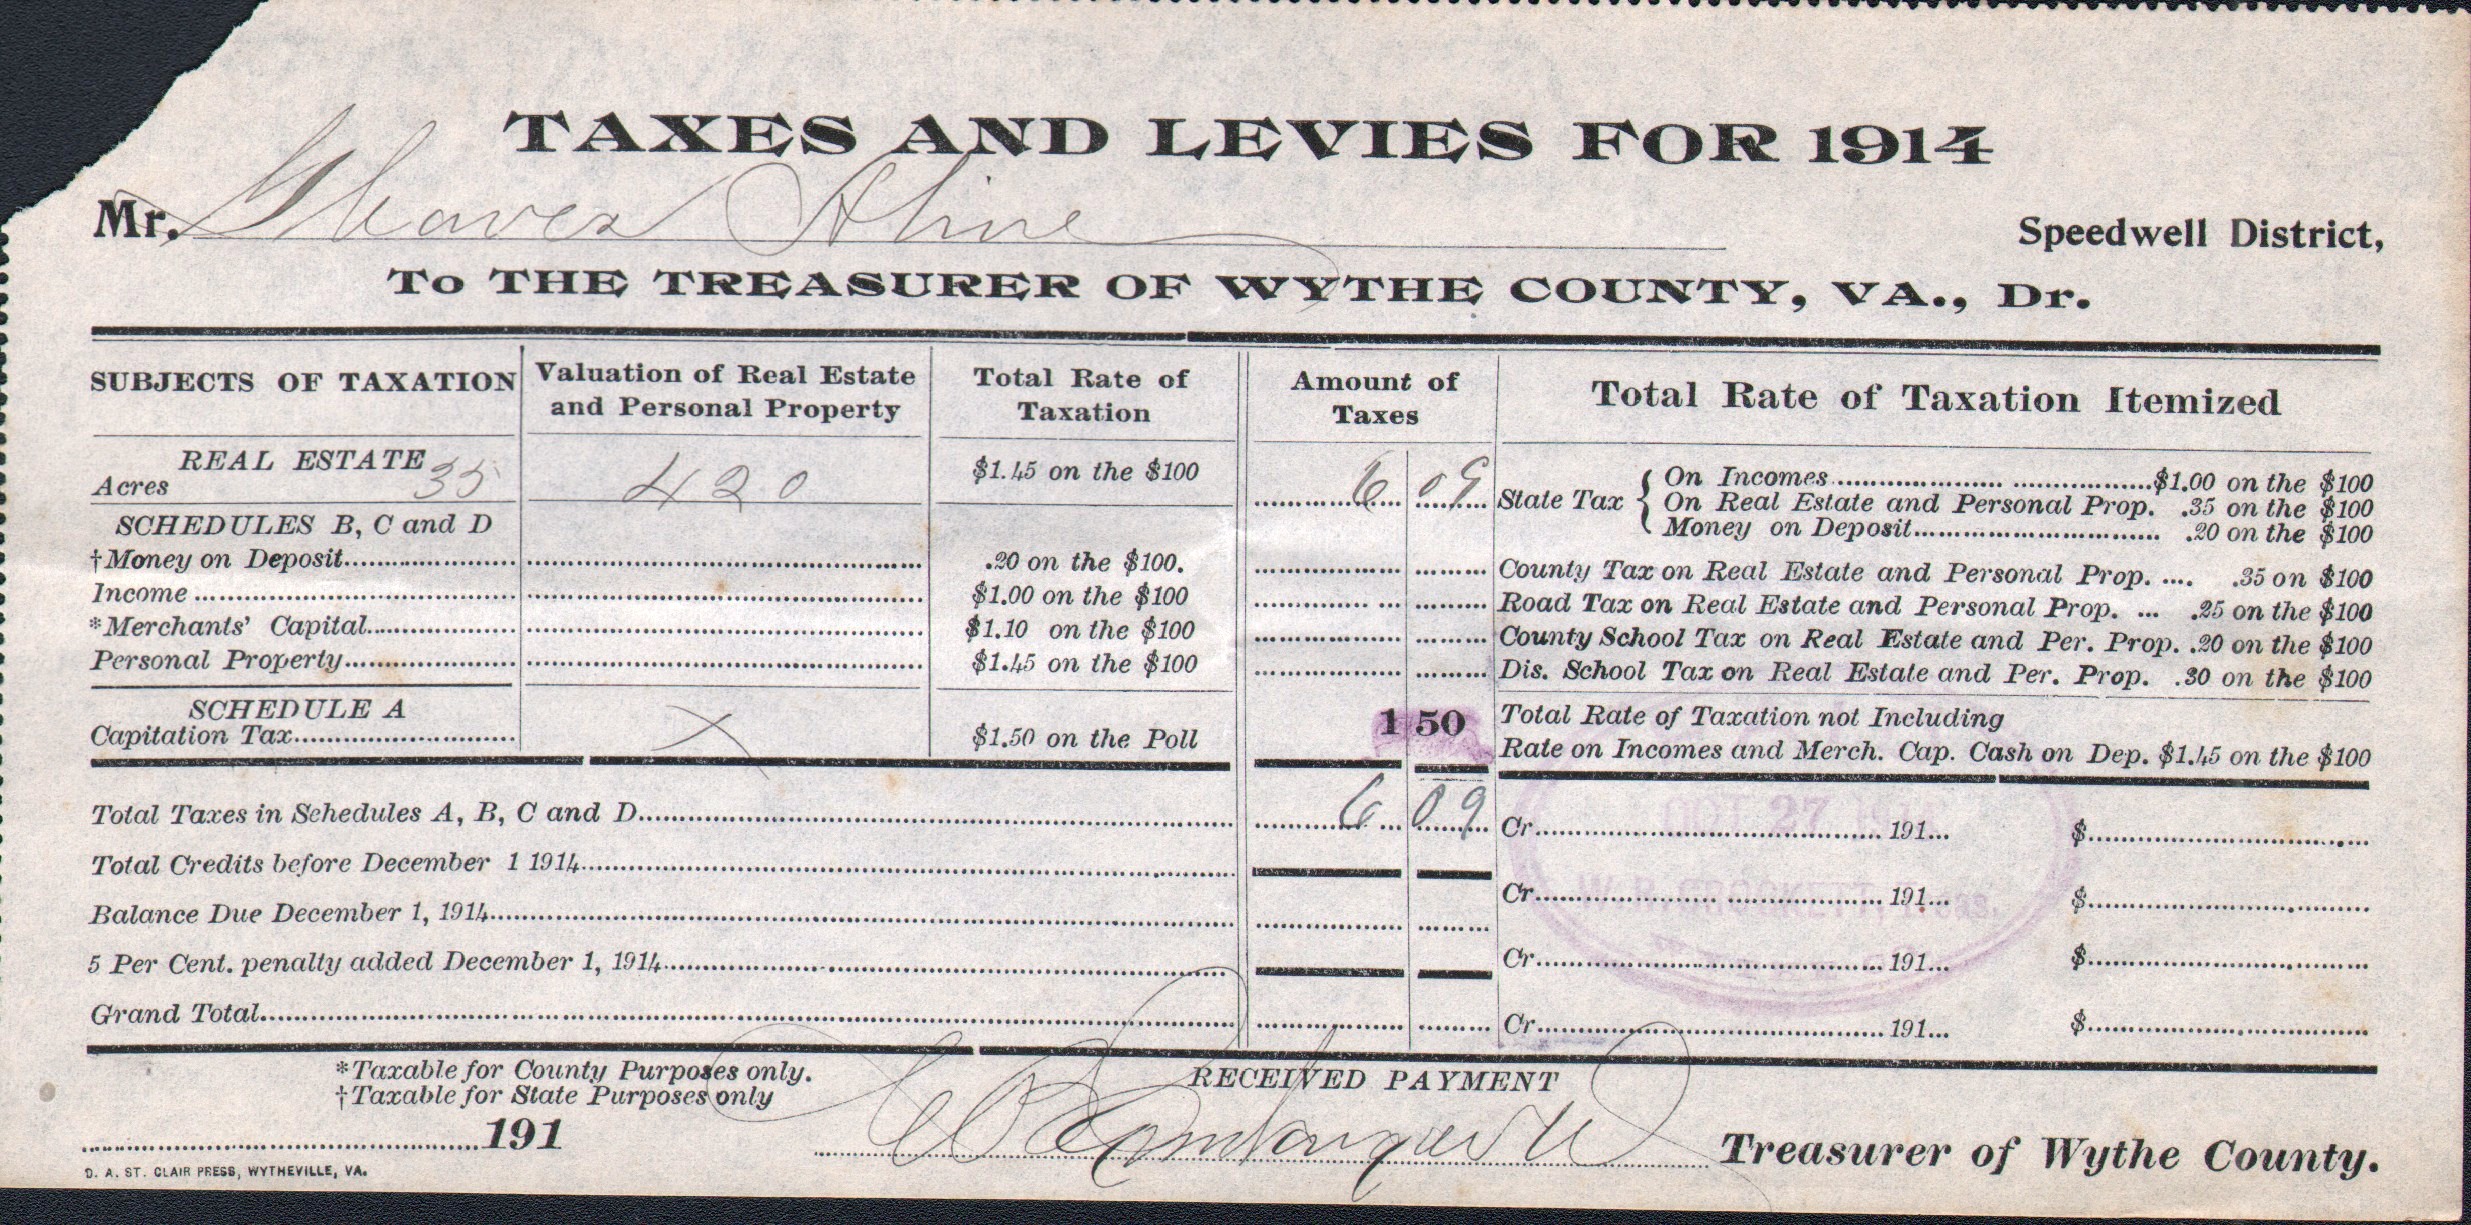 TAXES AND LEVIES FOR 1914
Mr. Cleaves Aline
Speedwell District,
To THE TREASURER OF WYTHE COUNTY, VA., Dr.
SUBJECTS OF TAXATION
Valuation of Real Estate and Personal Property
Total Rate of Taxation
Amount of Taxes
Total Rate of Taxation Itemized
REAL ESTATE
Acres 35 420 $1.45 on the $100 6 09
SCHEDULES B, C and D
†Money on Deposit .20 on the $100.
Income $1.00 on the $100
*Merchants' Capital $1.10 on the $100
Personal Property $1.45 on the $100
SCHEDULE A
Capitation Tax X $1.50 on the Poll 1 50
State Tax { On Incomes $1.00 on the $100
On Real Estate and Personal Prop. .35 on the $100
Money on Deposit .20 on the $100
County Tax on Real Estate and Personal Prop. .35 on $100
Road Tax on Real Estate and Personal Prop. .25 on the $100
County School Tax on Real Estate and Per. Prop. .20 on the $100
Dis. School Tax on Real Estate and Per. Prop. .30 on the $100
Total Rate of Taxation not Including
Rate on Incomes and Merch. Cap. Cash on Dep. $1.45 on the $100
Total Taxes in Schedules A, B, C and D 6 09
Total Credits before December 1 1914
Balance Due December 1, 1914
5 Per Cent. penalty added December 1, 1914
Grand Total
Cr 191 $
Cr 191 $
Cr 191 $
Cr 191 $
OCT 27
W. B. CROCKETT, Treas.
*Taxable for County Purposes only.
†Taxable for State Purposes only
RECEIVED PAYMENT
191
Treasurer of Wythe County.
D. A. ST. CLAIR PRESS, WYTHEVILLE, VA.